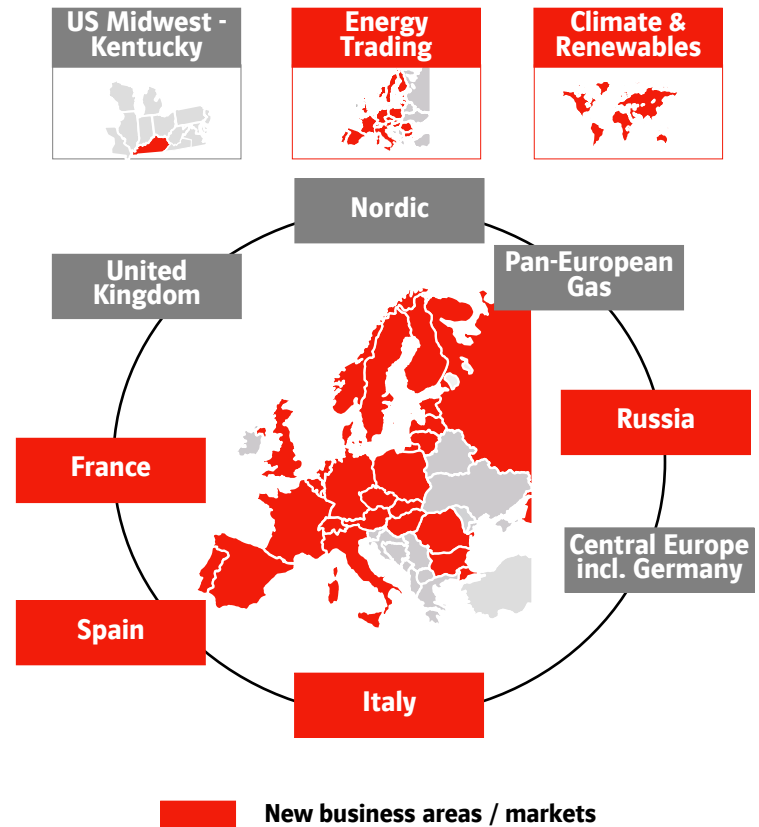 US Midwest -
Kentucky
Energy
Trading
Climate &
Renewables
Nordic
United
Kingdom
Pan-European
Gas
Russia
France
Central Europe
incl. Germany
Spain
Italy
New business areas / markets